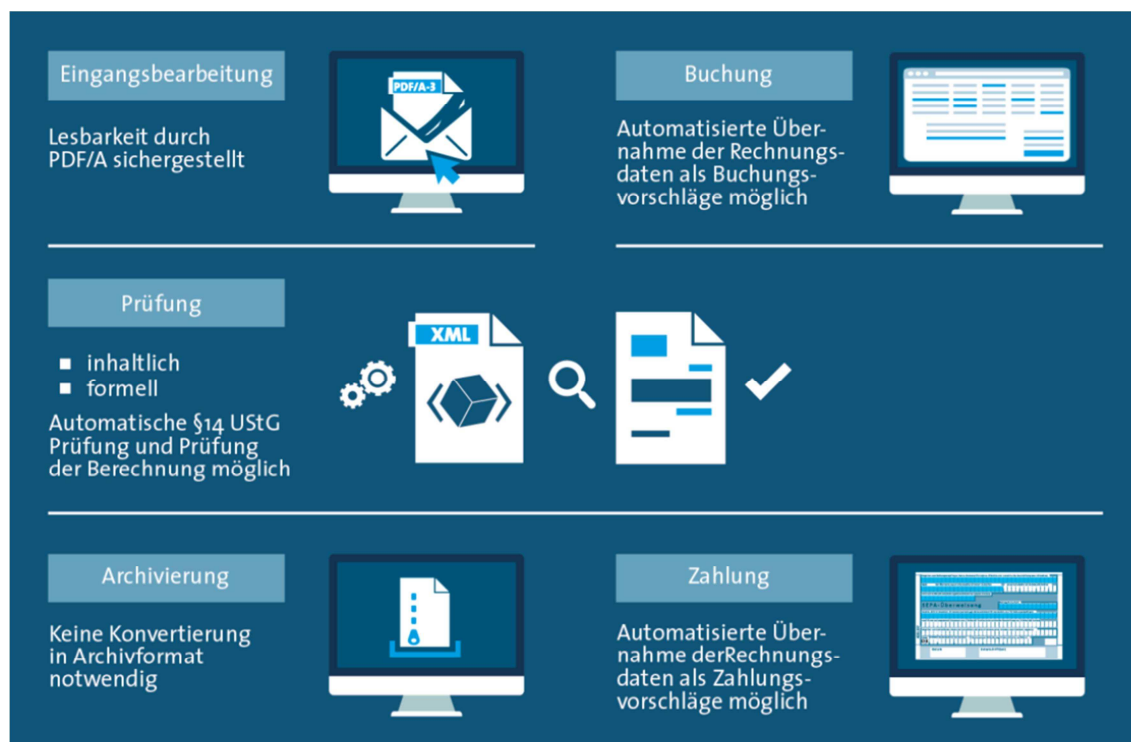 Eingangsbearbeitung
PDF/A-3
Lesbarkeit durch
PDF/A sichergestellt
Buchung
Automatisierte Über-
nahme der Rechnungs-
daten als Buchungs-
vorschläge möglich
Prüfung
inhaltlich
formell
Automatische §14 UStG
Prüfung und Prüfung
der Berechnung möglich
XML
Archivierung
Keine Konvertierung
in Archivformat
notwendig
Zahlung
Automatisierte Über-
nahme derRechnungs-
daten als Zahlungs-
vorschläge möglich
SEPA-Überweisung